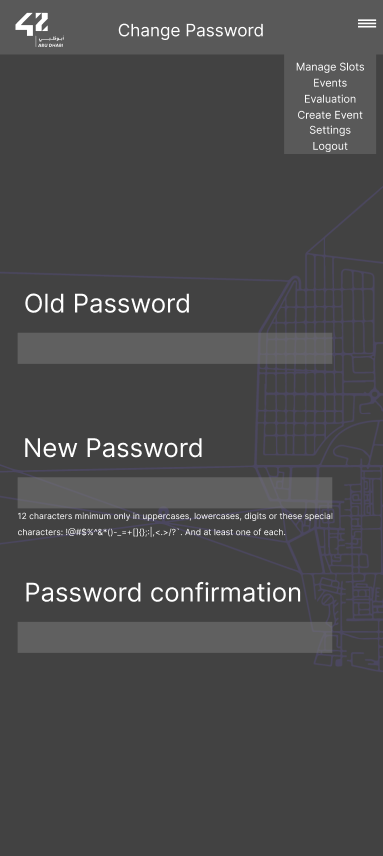 42
Change Password
أبوظبي
ABU DHABI
Manage Slots
Events
Evaluation
Create Event
Settings
Logout
Old Password
New Password
12 characters minimum only in uppercases, lowercases, digits or these special
characters: !@#$%^&*()-_=+[]{};:|,<.>/?`. And at least one of each.
Password confirmation